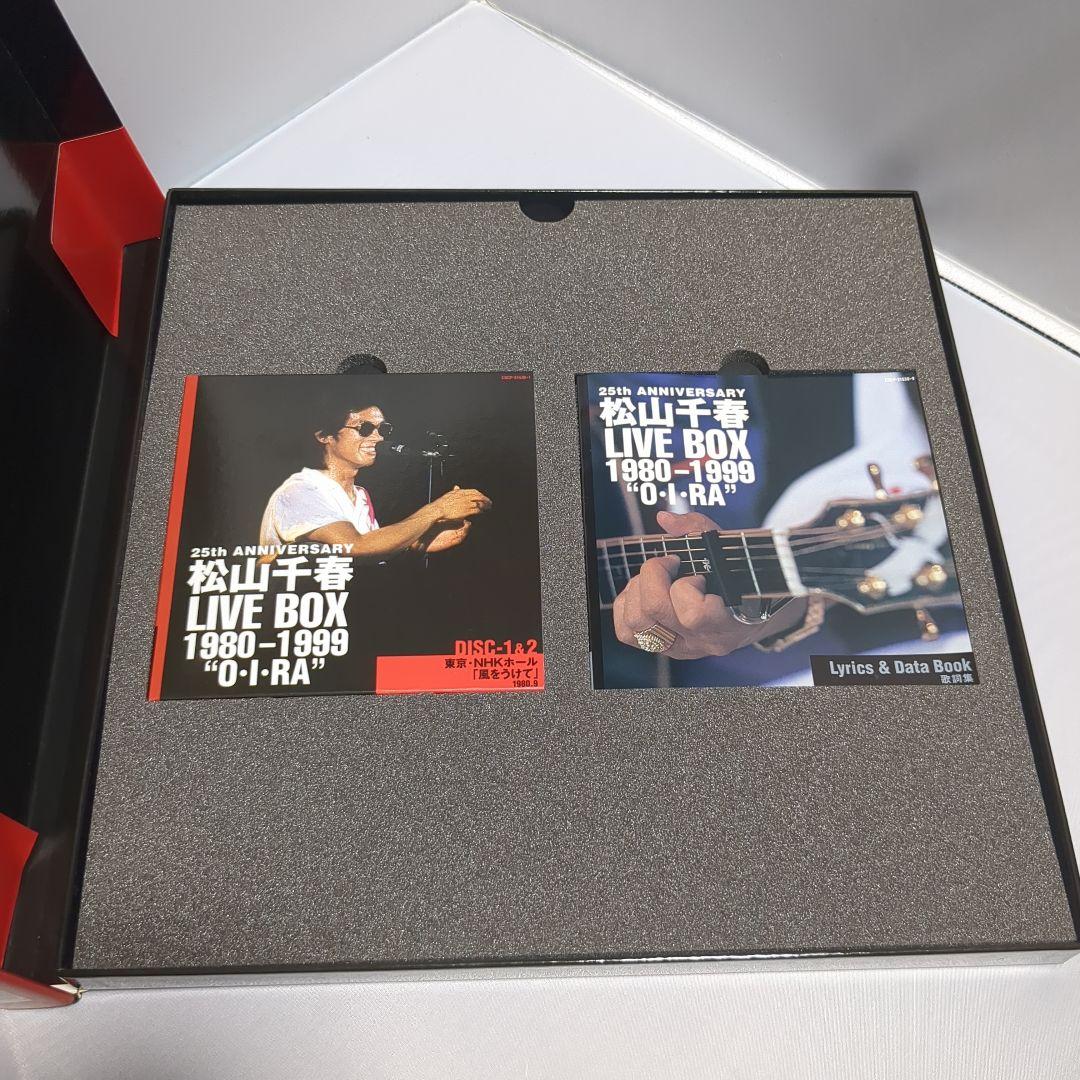 25th ANNIVERSARY
松山千春
LIVE BOX
1980–1999
“O・I・RA”
DISC-1&2
東京・NHKホール
「風をうけて」
1980.9
25th ANNIVERSARY
松山千春
LIVE BOX
1980–1999
“O・I・RA”
Lyrics & Data Book
歌詞集